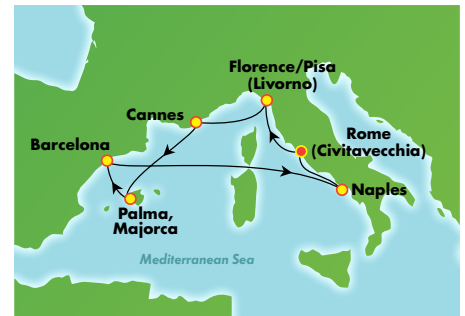 Florence/Pisa
(Livorno)
Cannes
Rome
(Civitavecchia)
Barcelona
Naples
Palma,
Majorca
Mediterranean Sea